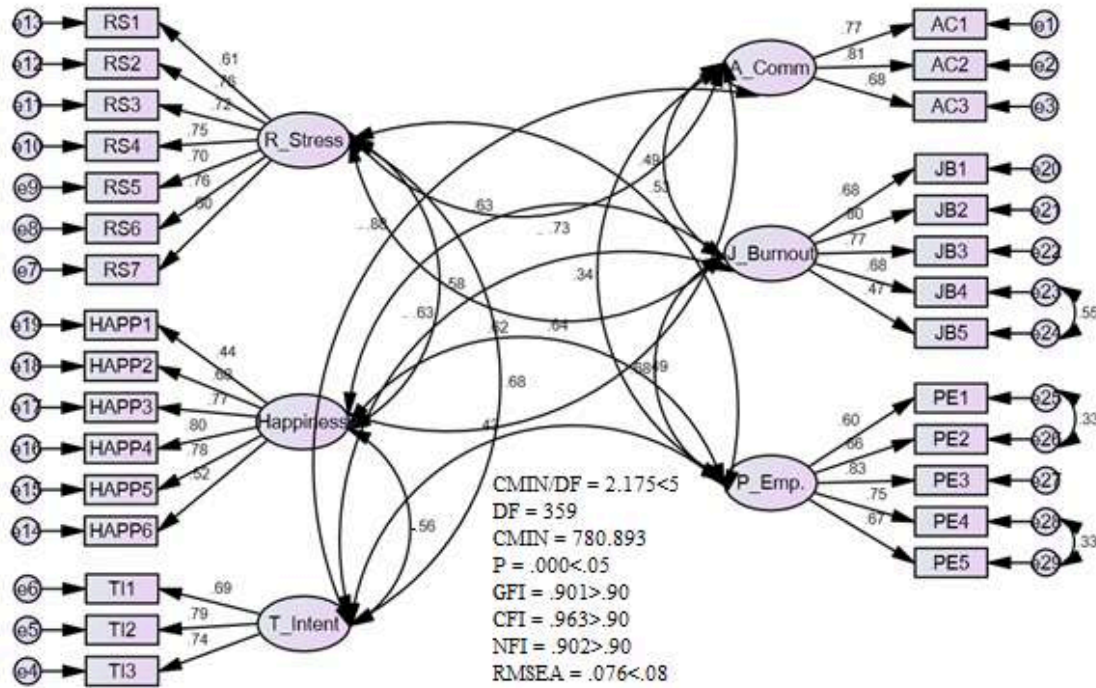 e13 RS1
.61
e12 RS2
.76
e11 RS3
.72
e10 RS4
.75
e9 RS5
.70
e8 RS6
.76
e7 RS7
.60
R_Stress
e19 HAPP1
.44
e18 HAPP2
.68
e17 HAPP3
.77
e16 HAPP4
.80
e15 HAPP5
.78
e14 HAPP6
.52
Happiness
e6 TI1
.69
e5 TI2
.79
e4 TI3
.74
T_Intent
A_Comm
.77
AC1 e1
.81
AC2 e2
.68
AC3 e3
J_Burnout
.68
JB1 e20
.80
JB2 e21
.77
JB3 e22
.68
JB4 e23
.47
JB5 e24
.55
P_Emp.
.60
PE1 e25
.66
PE2 e26
.33
.83
PE3 e27
.75
PE4 e28
.67
PE5 e29
.33
.49
.53
.63
.73
.34
.58
.63
.62
.64
.49
.68
.56
CMIN/DF = 2.175<5
DF = 359
CMIN = 780.893
P = .000<.05
GFI = .901>.90
CFI = .963>.90
NFI = .902>.90
RMSEA = .076<.08